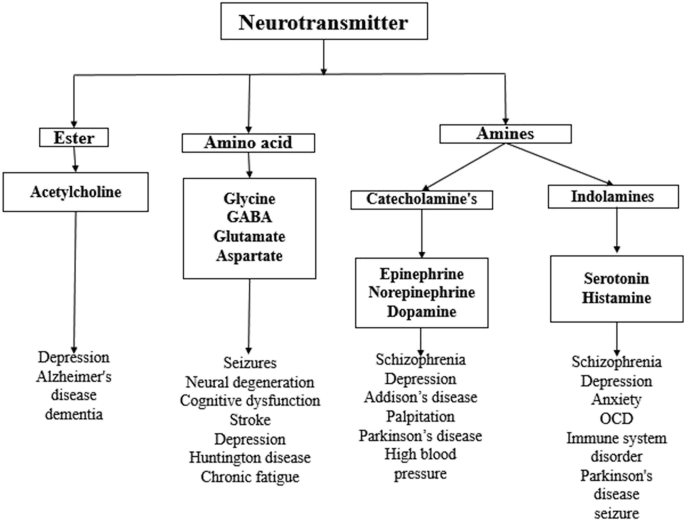 Neurotransmitter
Ester
Amino acid
Amines
Acetylcholine
Glycine
GABA
Glutamate
Aspartate
Catecholamine's
Indolamines
Epinephrine
Norepinephrine
Dopamine
Serotonin
Histamine
Depression
Alzheimer's
disease
dementia
Seizures
Neural degeneration
Cognitive dysfunction
Stroke
Depression
Huntington disease
Chronic fatigue
Schizophrenia
Depression
Addison’s disease
Palpitation
Parkinson’s disease
High blood
pressure
Schizophrenia
Depression
Anxiety
OCD
Immune system
disorder
Parkinson's
disease
seizure